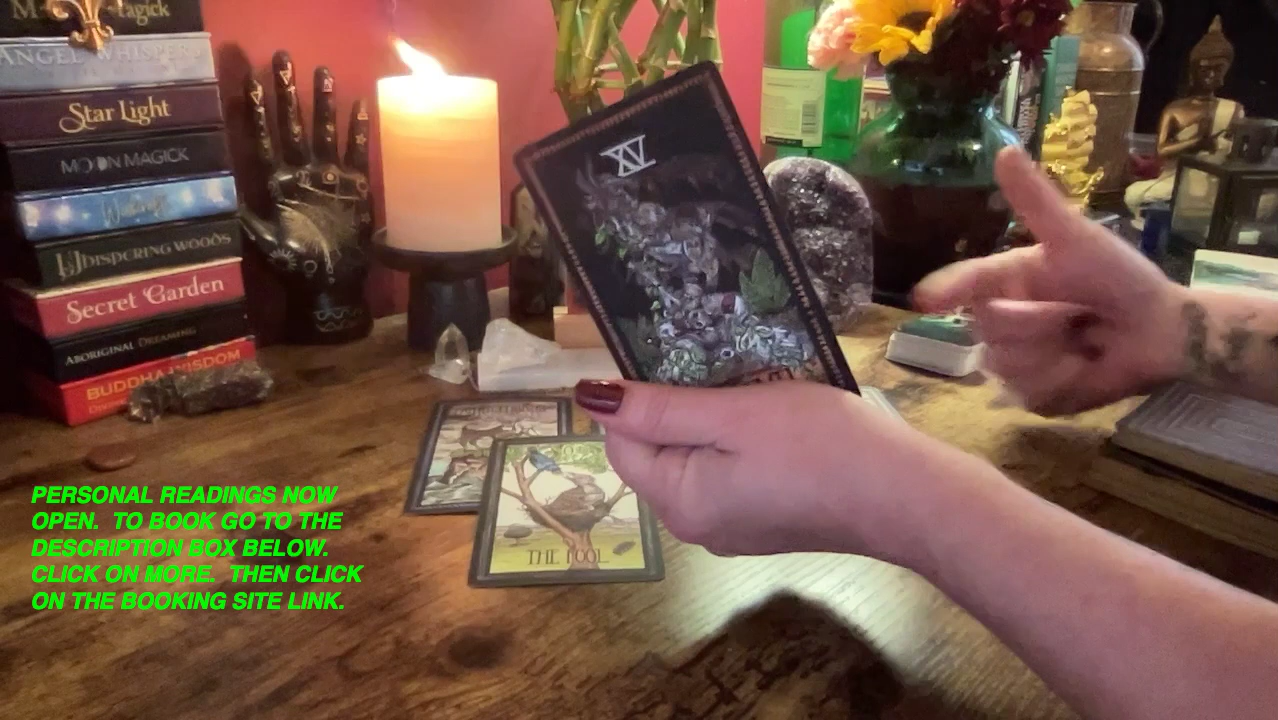 Magick
ANGEL WHISPERS
Star Light
MOON MAGICK
WHISPERING WOODS
Secret Garden
ABORIGINAL DREAMING
BUDDHA WISDOM
XV
THE FOOL
PERSONAL READINGS NOW
OPEN. TO BOOK GO TO THE
DESCRIPTION BOX BELOW.
CLICK ON MORE. THEN CLICK
ON THE BOOKING SITE LINK.